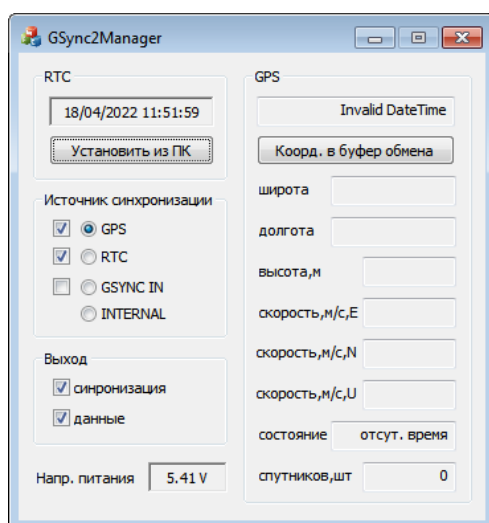 GSync2Manager
RTC
18/04/2022 11:51:59
Установить из ПК
Источник синхронизации
GPS
RTC
GSYNC IN
INTERNAL
Выход
синронизация
данные
Напр. питания 5.41 V
GPS
Invalid DateTime
Коорд. в буфер обмена
широта
долгота
высота,м
скорость,м/с,E
скорость,м/с,N
скорость,м/с,U
состояние отсут. время
спутников,шт 0